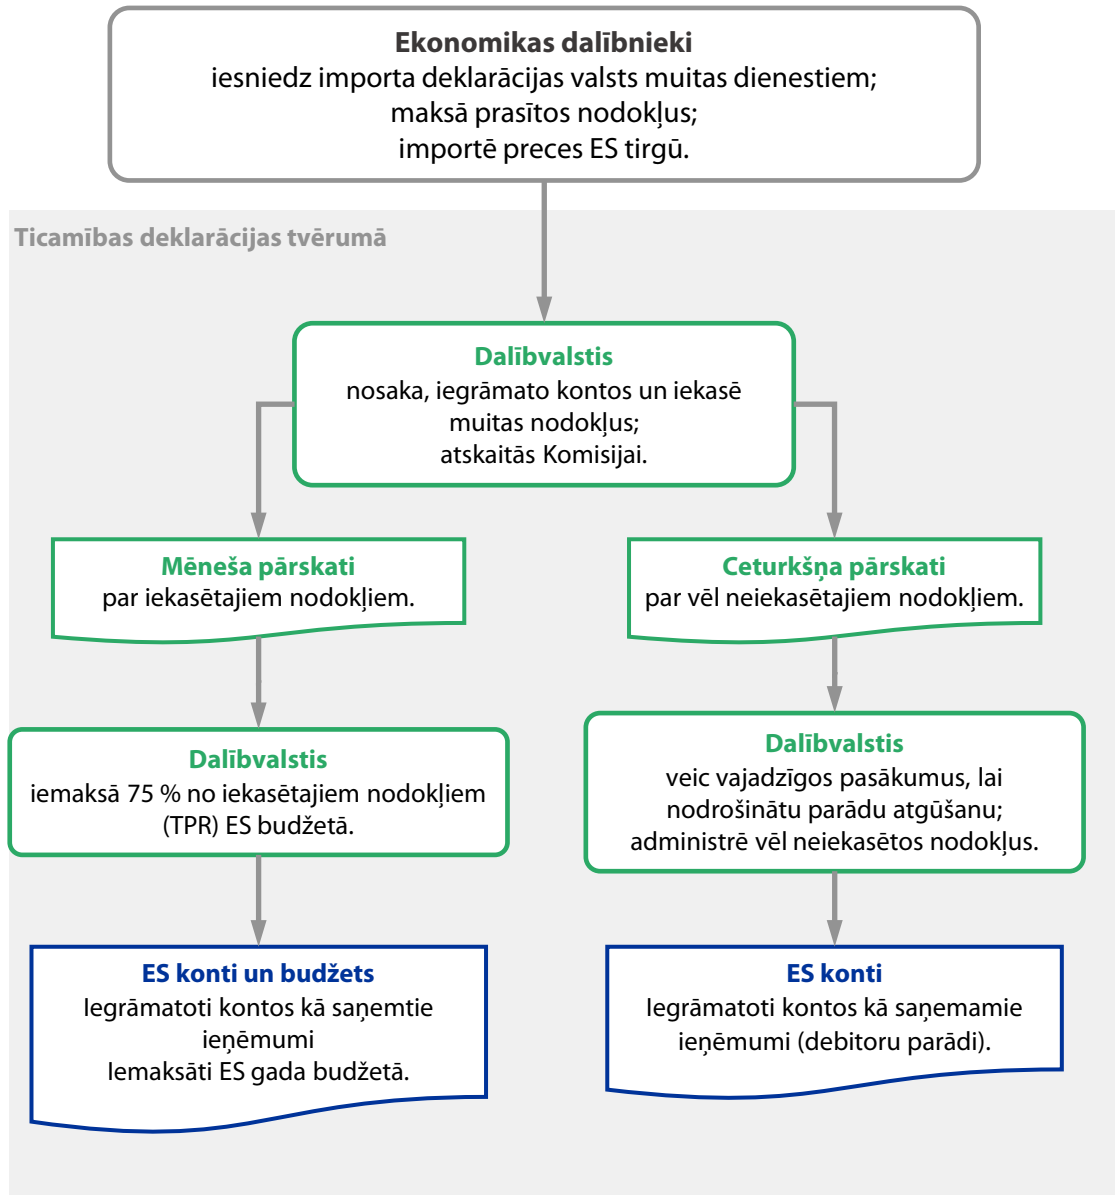 Ekonomikas dalībnieki
iesniedz importa deklarācijas valsts muitas dienestiem;
maksā prasītos nodokļus;
importē preces ES tirgū.
Ticamības deklarācijas tvērumā
Dalībvalstis
nosaka, iegrāmato kontos un iekasē
muitas nodokļus;
atskaitās Komisijai.
Mēneša pārskati
par iekasētajiem nodokļiem.
Ceturkšņa pārskati
par vēl neiekasētajiem nodokļiem.
Dalībvalstis
iemaksā 75 % no iekasētajiem nodokļiem
(TPR) ES budžetā.
Dalībvalstis
veic vajadzīgos pasākumus, lai
nodrošinātu parādu atgūšanu;
administrē vēl neiekasētos nodokļus.
ES konti un budžets
Iegrāmatoti kontos kā saņemtie
ieņēmumi
Iemaksāti ES gada budžetā.
ES konti
Iegrāmatoti kontos kā saņemamie
ieņēmumi (debitoru parādi).